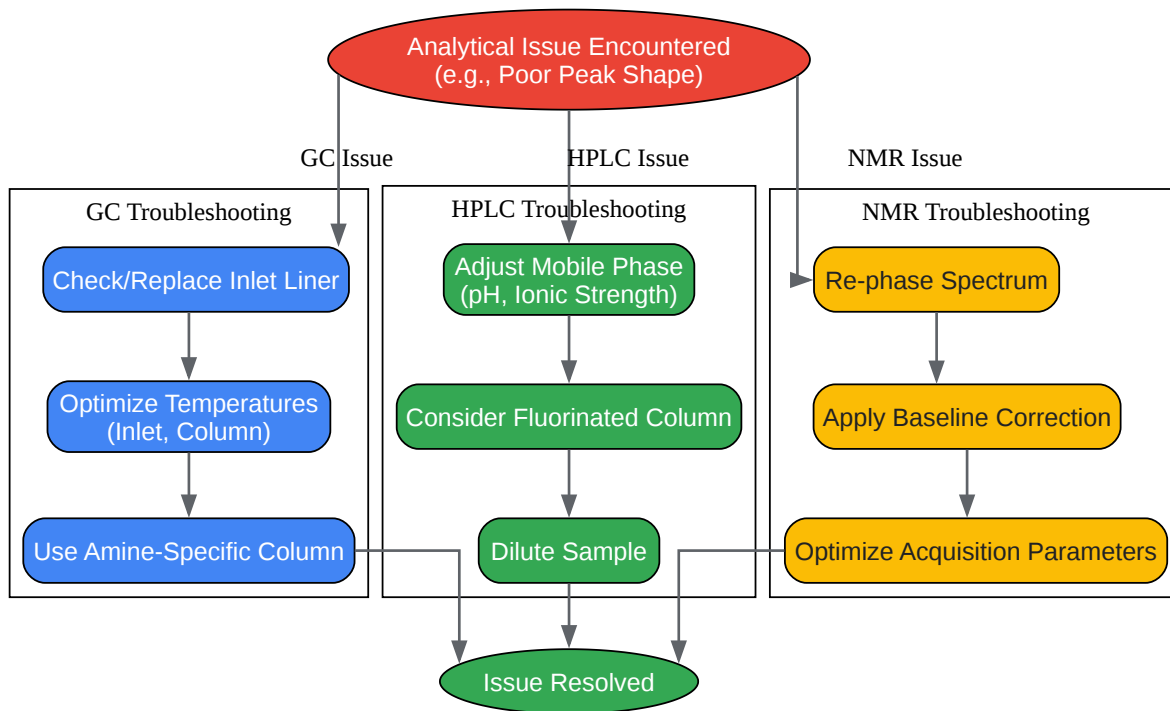 Analytical Issue Encountered
(e.g., Poor Peak Shape)
GC Issue
HPLC Issue
NMR Issue
GC Troubleshooting
HPLC Troubleshooting
NMR Troubleshooting
Check/Replace Inlet Liner
Adjust Mobile Phase
(pH, Ionic Strength)
Re-phase Spectrum
Optimize Temperatures
(Inlet, Column)
Consider Fluorinated Column
Apply Baseline Correction
Use Amine-Specific Column
Dilute Sample
Optimize Acquisition Parameters
Issue Resolved